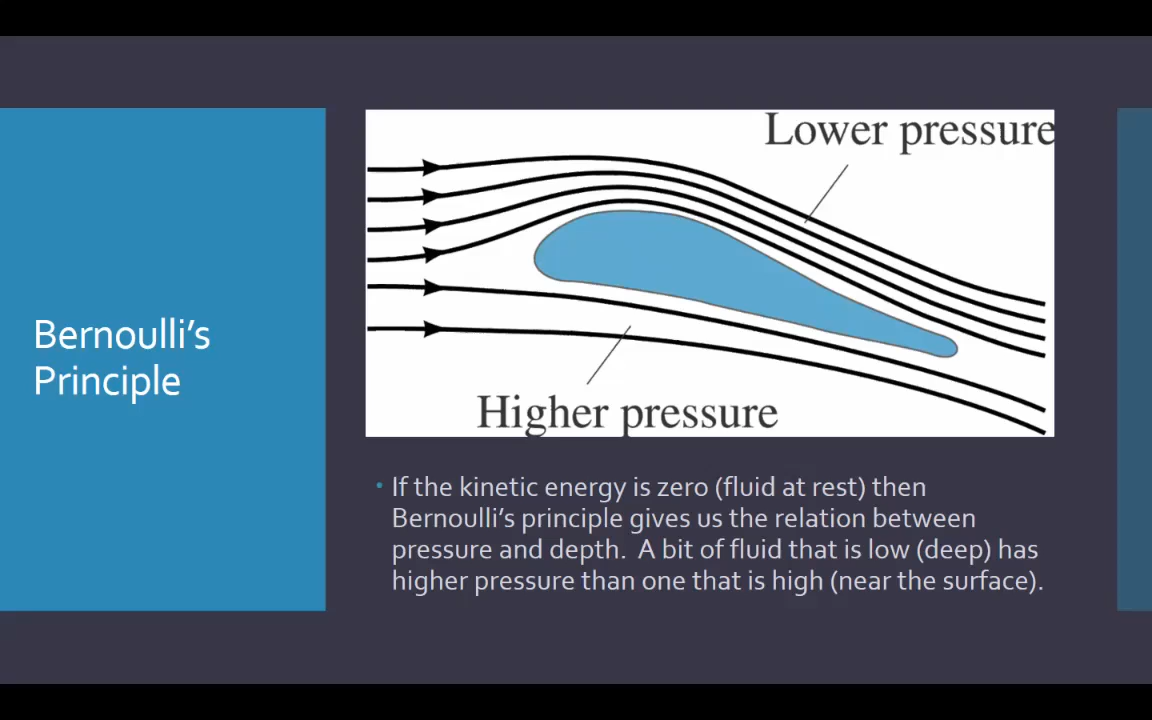 Bernoulli’s
Principle
Lower pressure
Higher pressure
• If the kinetic energy is zero (fluid at rest) then
Bernoulli’s principle gives us the relation between
pressure and depth.  A bit of fluid that is low (deep) has
higher pressure than one that is high (near the surface).